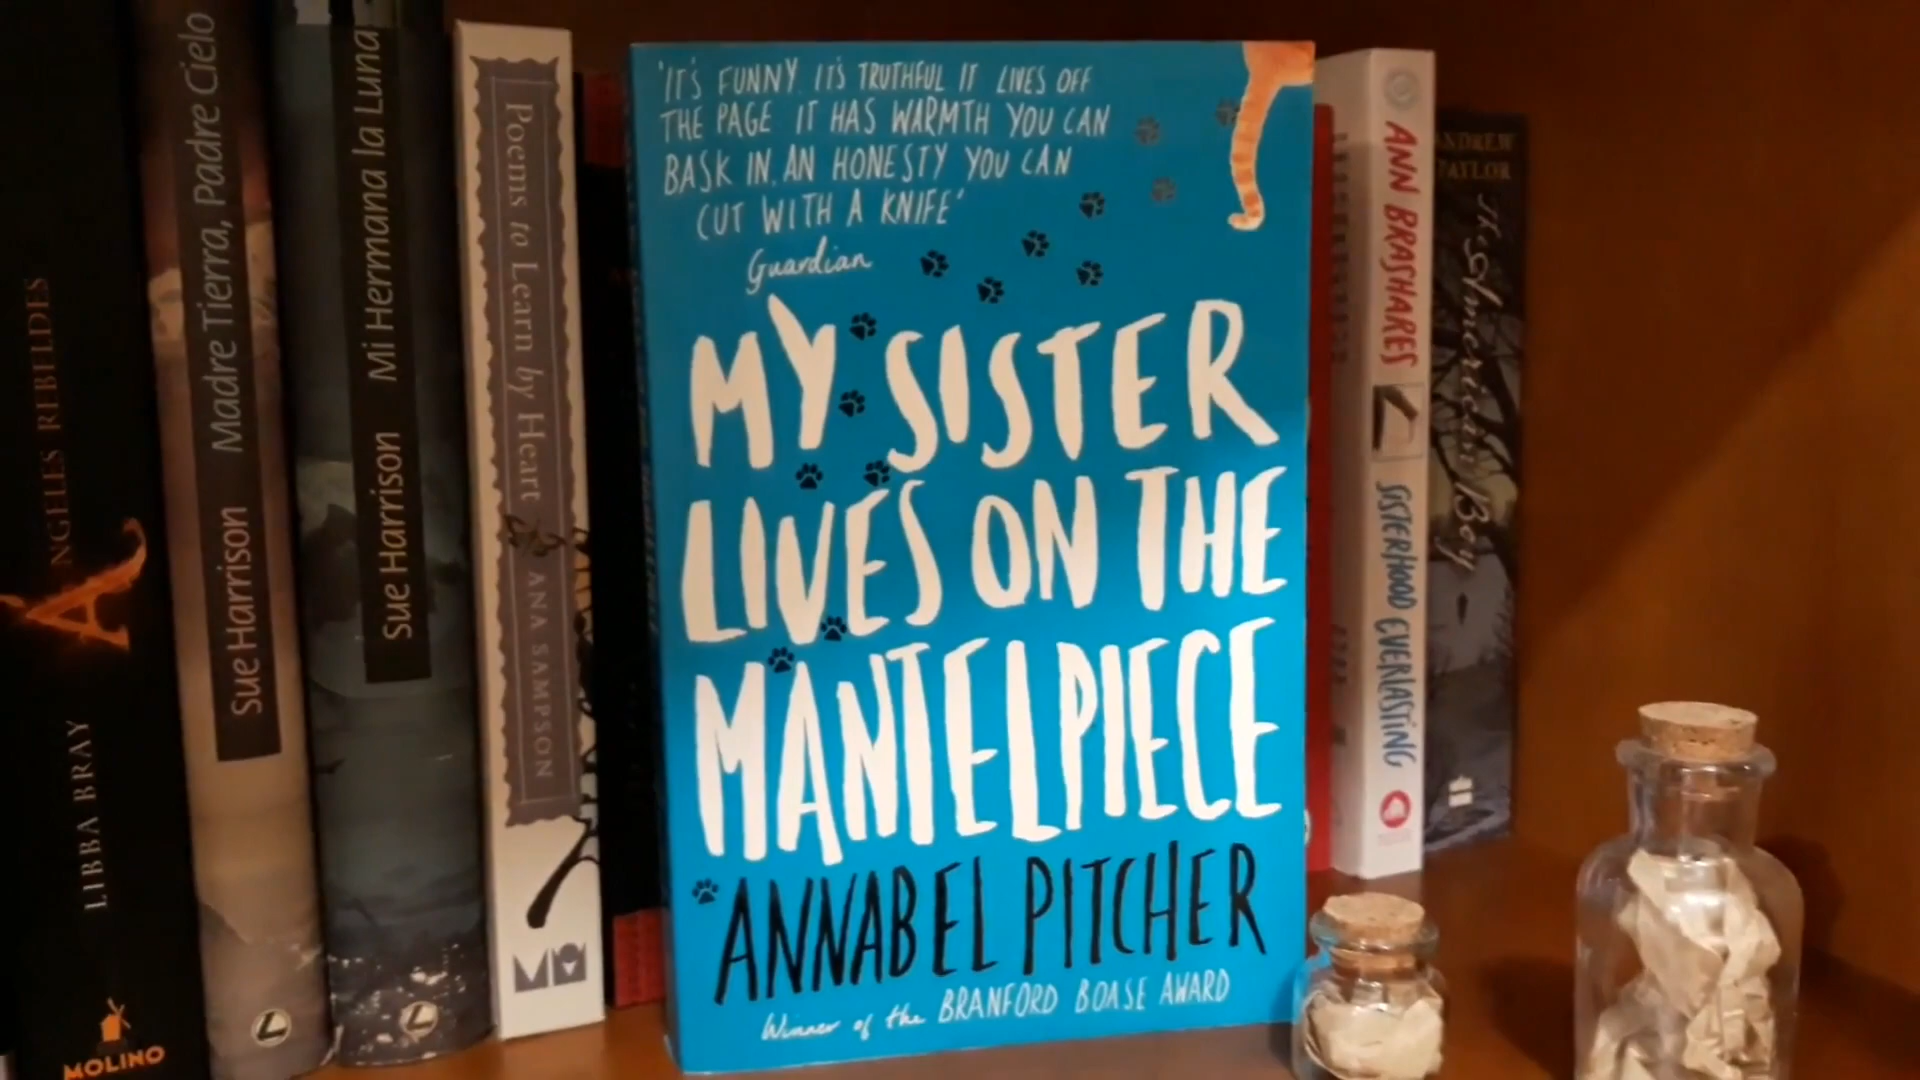 ANGELES REBELDES
LIBBA BRAY
MOLINO
Sue Harrison Madre Tierra, Padre Cielo
Sue Harrison Mi Hermana la Luna
Poems to Learn by Heart
ANA SAMPSON
'IT'S FUNNY. IT'S TRUTHFUL IT LIVES OFF
THE PAGE IT HAS WARMTH YOU CAN
BASK IN, AN HONESTY YOU CAN
CUT WITH A KNIFE'
Guardian
MY SISTER
LIVES ON THE
MANTELPIECE
ANNABEL PITCHER
Winner of the BRANFORD BOASE AWARD
ANN BRASHARES
SISTERHOOD EVERLASTING
ANDREW
TAYLOR
The American Boy